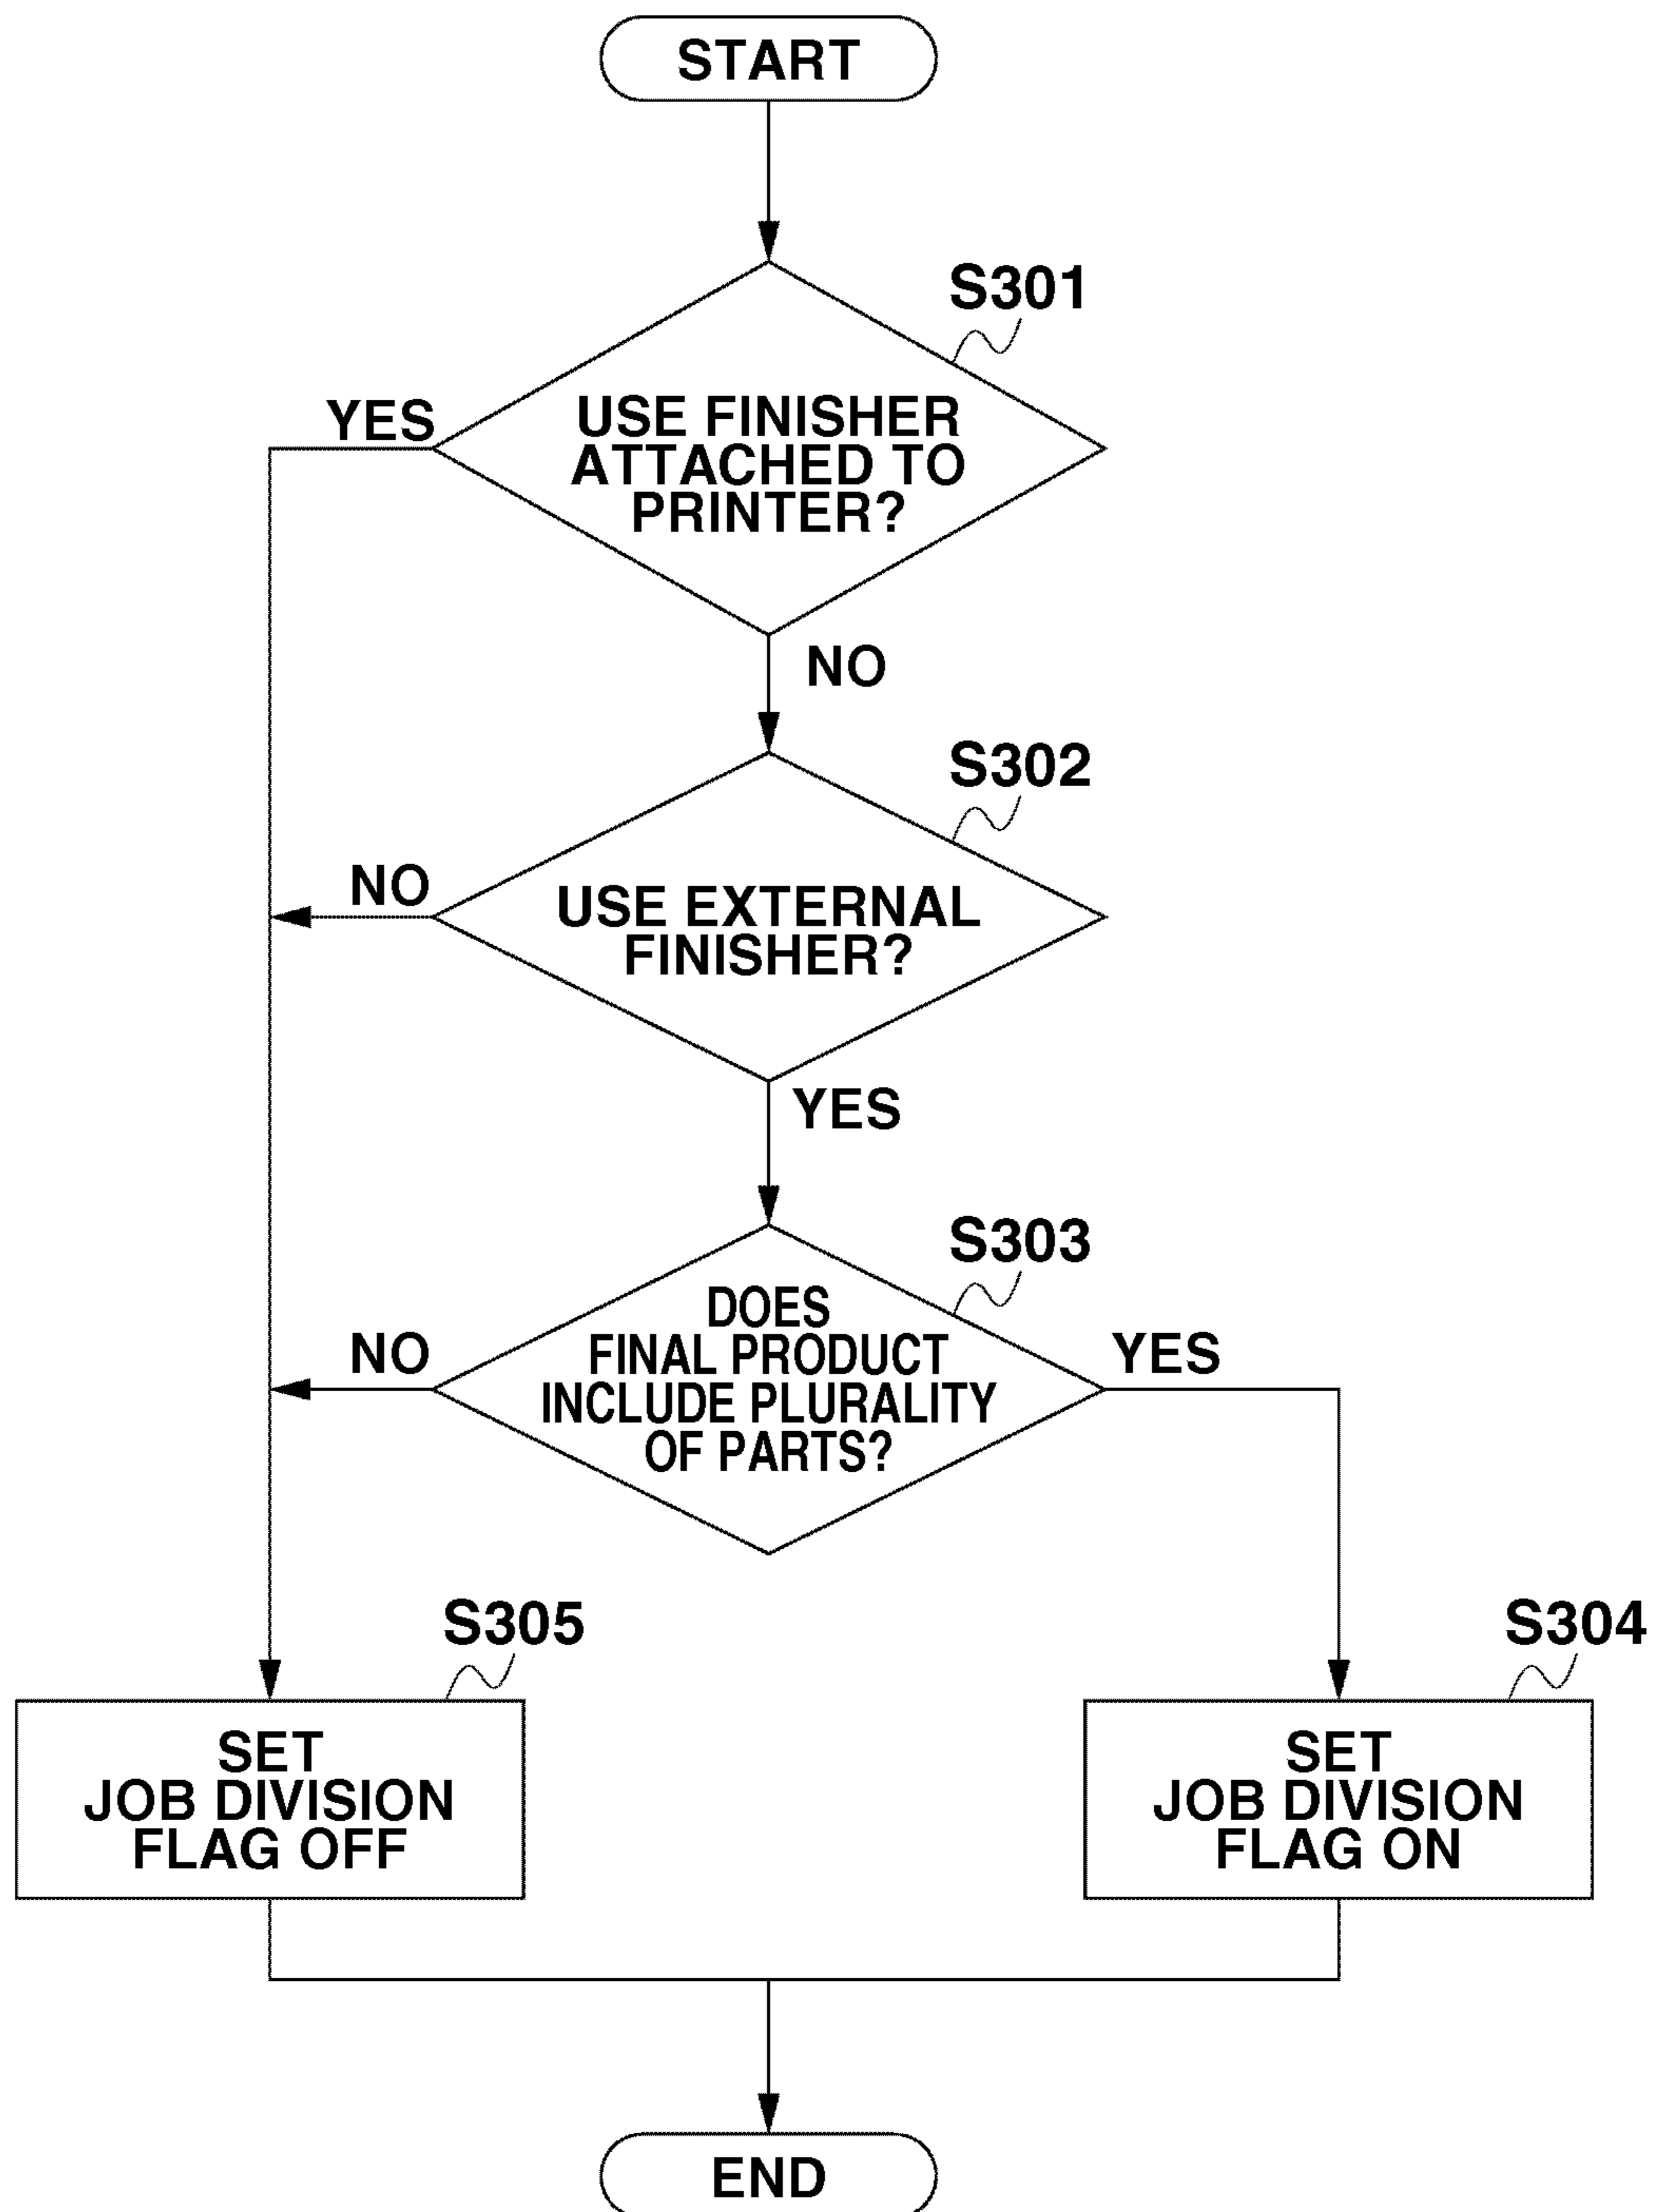 START
S301
YES
USE FINISHER
ATTACHED TO
PRINTER?
NO
S302
NO
USE EXTERNAL
FINISHER?
YES
S303
DOES
FINAL PRODUCT
INCLUDE PLURALITY
OF PARTS?
NO
YES
S305
SET
JOB DIVISION
FLAG OFF
S304
SET
JOB DIVISION
FLAG ON
END